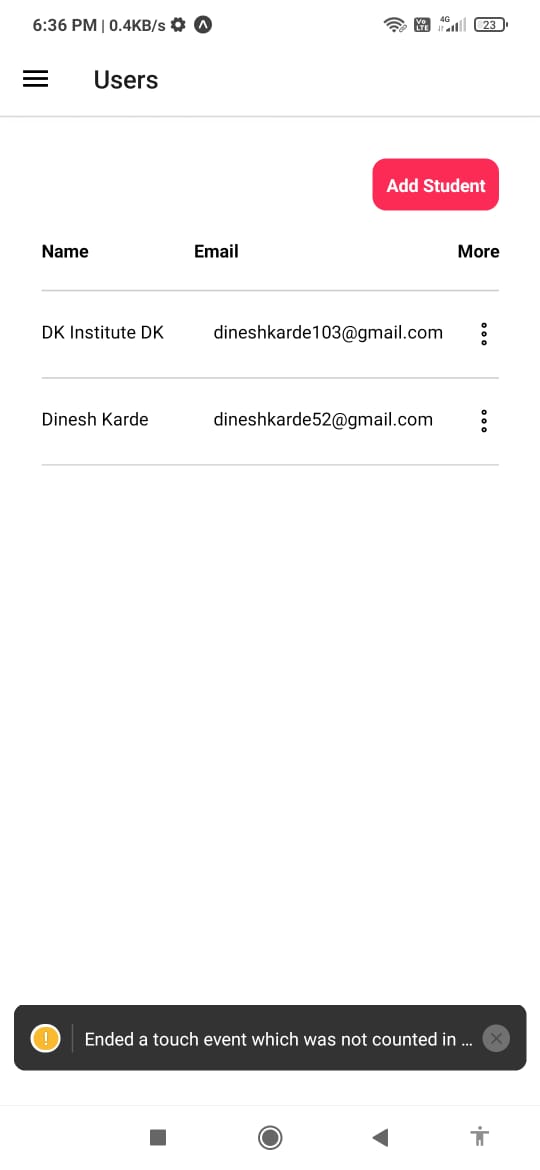 6:36 PM | 0.4KB/s
Vo LTE 4G 23
Users
Add Student
Name Email More
DK Institute DK dineshkarde103@gmail.com
Dinesh Karde dineshkarde52@gmail.com
! Ended a touch event which was not counted in ...